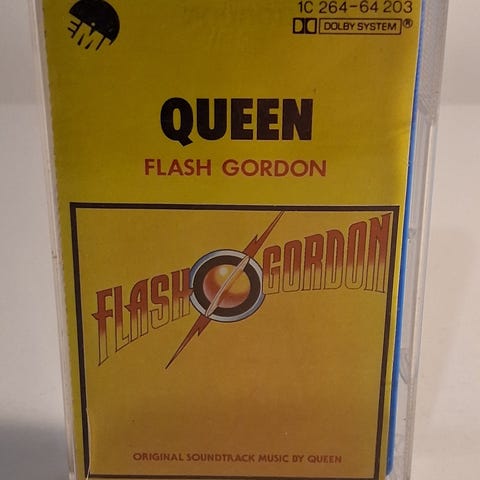 EMI
1C 264-64 203
DOLBY SYSTEM ®
QUEEN
FLASH GORDON
FLASH GORDON
ORIGINAL SOUNDTRACK MUSIC BY QUEEN